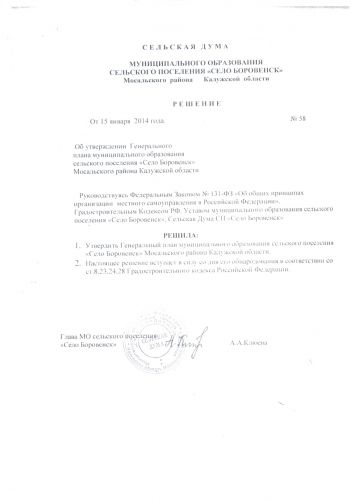 СЕЛЬСКАЯ ДУМА
МУНИЦИПАЛЬНОГО ОБРАЗОВАНИЯ
СЕЛЬСКОГО ПОСЕЛЕНИЯ «СЕЛО БОРОВЕНСК»
Мосальского района Калужской области
РЕШЕНИЕ
От 15 января 2014 года. № 58
Об утверждении Генерального
плана муниципального образования
сельского поселения «Село Боровенск»
Мосальского района Калужской области
Руководствуясь Федеральным Законом № 131-ФЗ «Об общих принципах
организации местного самоуправления в Российской Федерации»,
Градостроительным Кодексом РФ, Уставом муниципального образования сельского
поселения «Село Боровенск», Сельская Дума СП «Село Боровенск»
РЕШИЛА:
1. Утвердить Генеральный план муниципального образования сельского поселения
«Село Боровенск» Мосальского района Калужской области.
2. Настоящее решение вступает в силу со дня его обнародования в соответствии со
ст 8,23,24,28 Градостроительного кодекса Российской Федерации.
Глава МО сельского поселения
«Село Боровенск» А.А.Клюева